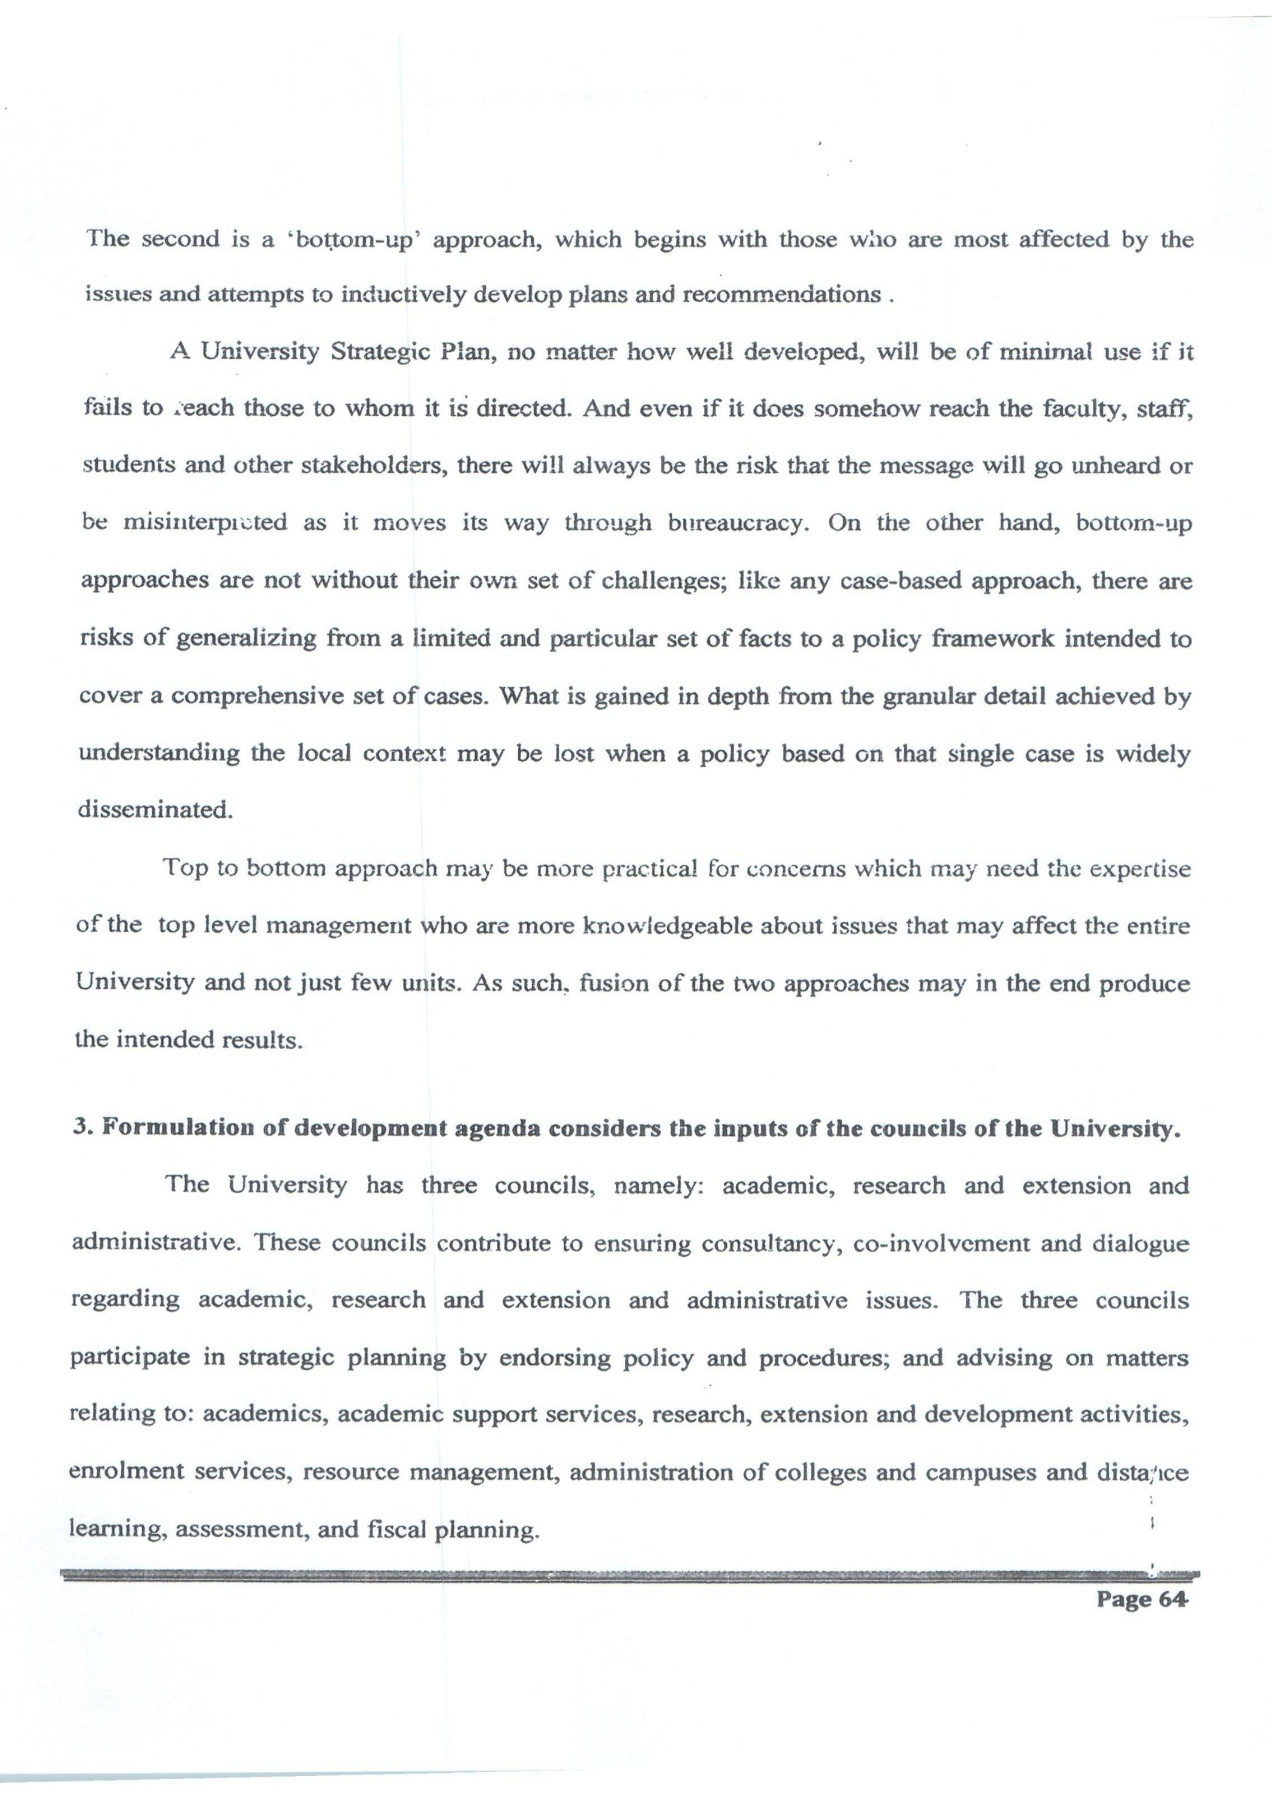 The second is a ‘bottom-up’ approach, which begins with those who are most affected by the
issues and attempts to inductively develop plans and recommendations .
A University Strategic Plan, no matter how well developed, will be of minimal use if it
fails to reach those to whom it is directed. And even if it does somehow reach the faculty, staff,
students and other stakeholders, there will always be the risk that the message will go unheard or
be misinterpreted as it moves its way through bureaucracy. On the other hand, bottom-up
approaches are not without their own set of challenges; like any case-based approach, there are
risks of generalizing from a limited and particular set of facts to a policy framework intended to
cover a comprehensive set of cases. What is gained in depth from the granular detail achieved by
understanding the local context may be lost when a policy based on that single case is widely
disseminated.
Top to bottom approach may be more practical for concerns which may need the expertise
of the top level management who are more knowledgeable about issues that may affect the entire
University and not just few units. As such, fusion of the two approaches may in the end produce
the intended results.
3. Formulation of development agenda considers the inputs of the councils of the University.
The University has three councils, namely: academic, research and extension and
administrative. These councils contribute to ensuring consultancy, co-involvement and dialogue
regarding academic, research and extension and administrative issues. The three councils
participate in strategic planning by endorsing policy and procedures; and advising on matters
relating to: academics, academic support services, research, extension and development activities,
enrolment services, resource management, administration of colleges and campuses and distance
learning, assessment, and fiscal planning.
Page 64